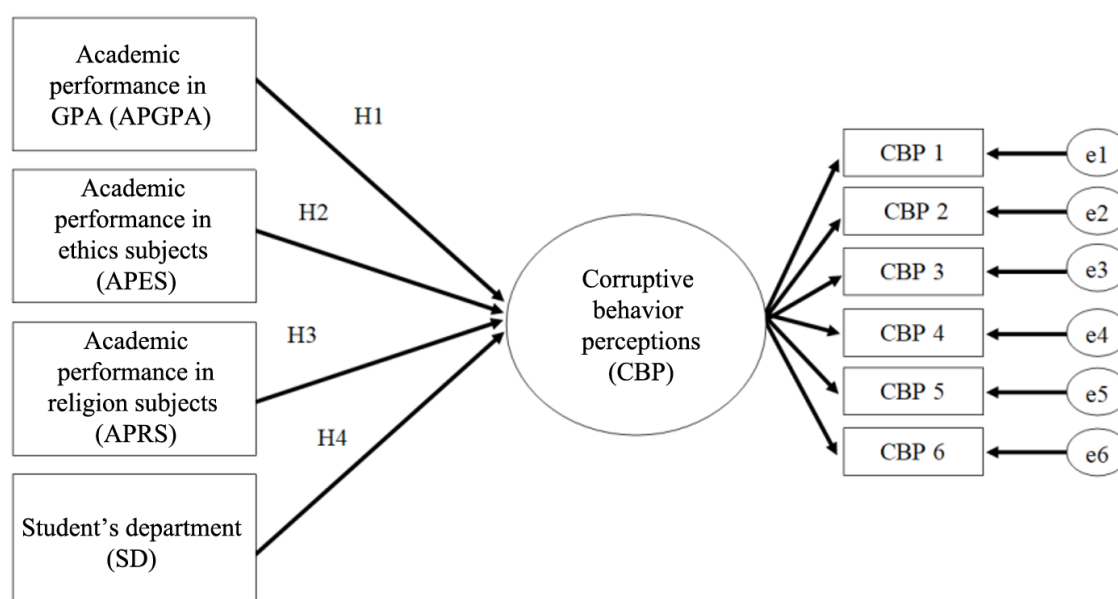 Academic
performance in
GPA (APGPA)
H1
Academic
performance in
ethics subjects
(APES)
H2
Academic
performance in
religion subjects
(APRS)
H3
Student’s department
(SD)
H4
Corruptive
behavior
perceptions
(CBP)
CBP 1
e1
CBP 2
e2
CBP 3
e3
CBP 4
e4
CBP 5
e5
CBP 6
e6